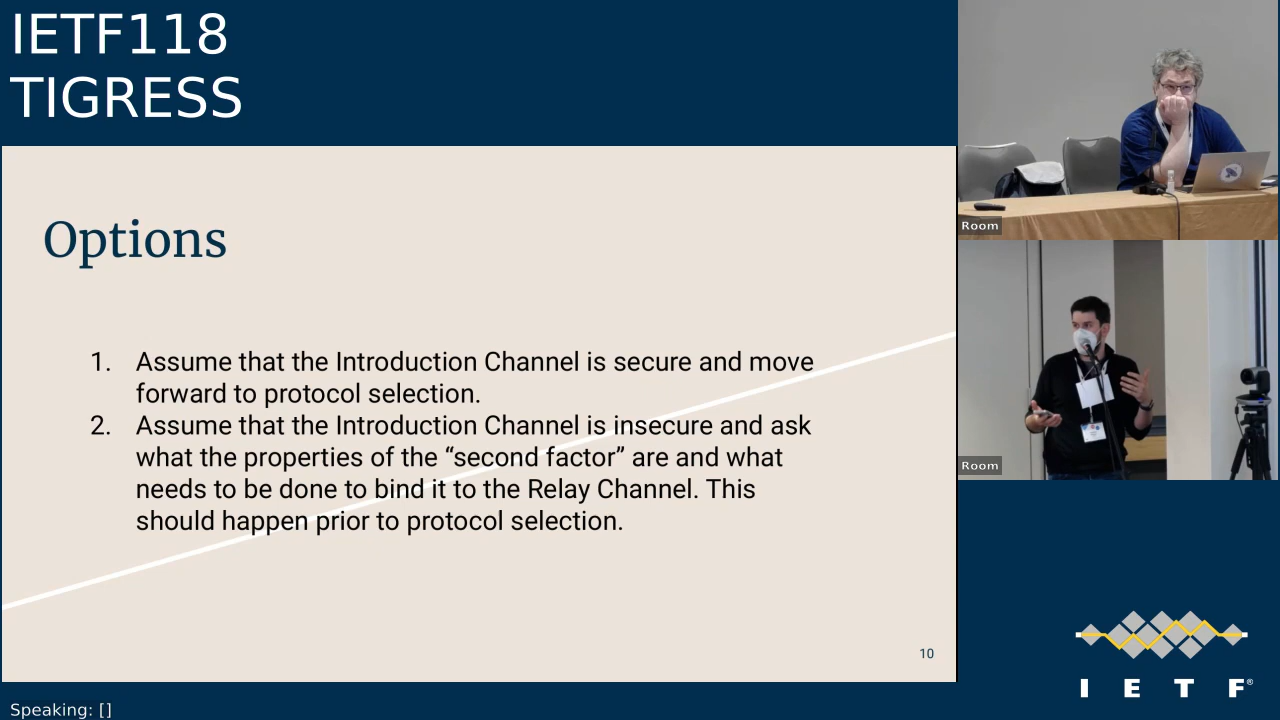 IETF118
TIGRESS
Options
1. Assume that the Introduction Channel is secure and move
forward to protocol selection.
2. Assume that the Introduction Channel is insecure and ask
what the properties of the “second factor” are and what
needs to be done to bind it to the Relay Channel. This
should happen prior to protocol selection.
10
Room
Room
I E T F®
Speaking: []